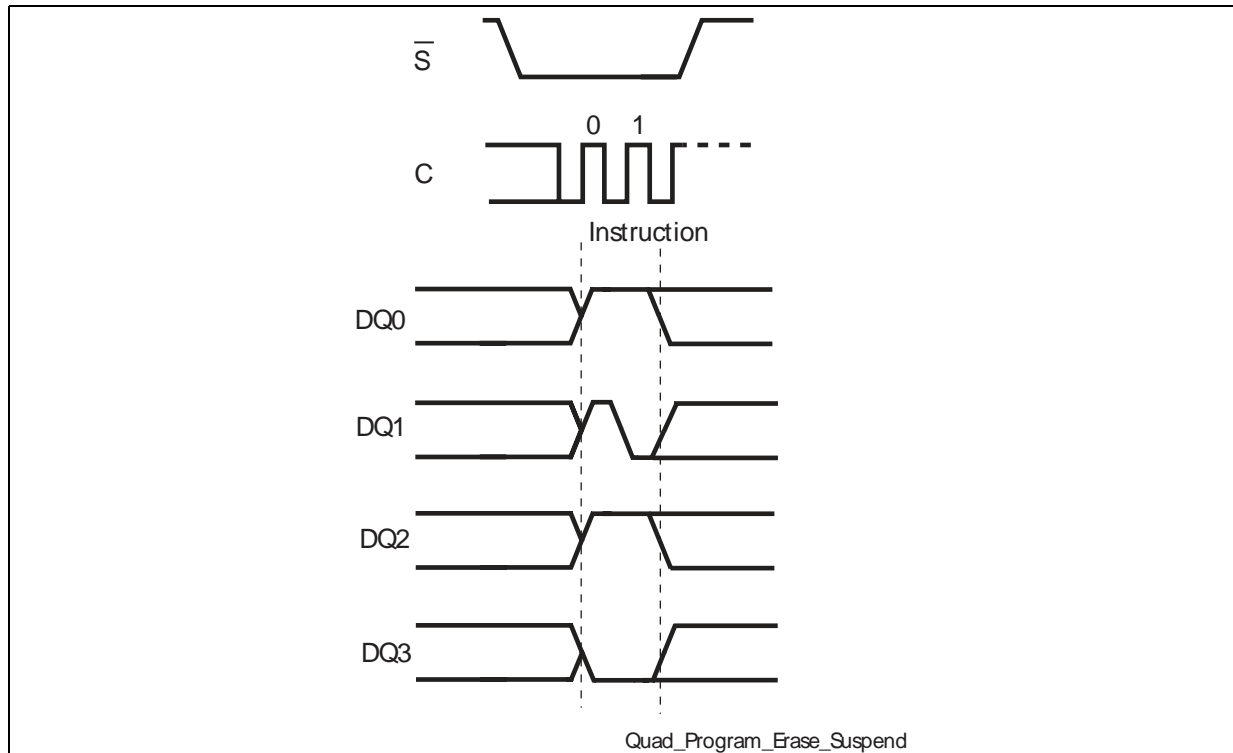 S̅
0 1
C
Instruction
DQ0
DQ1
DQ2
DQ3
Quad_Program_Erase_Suspend